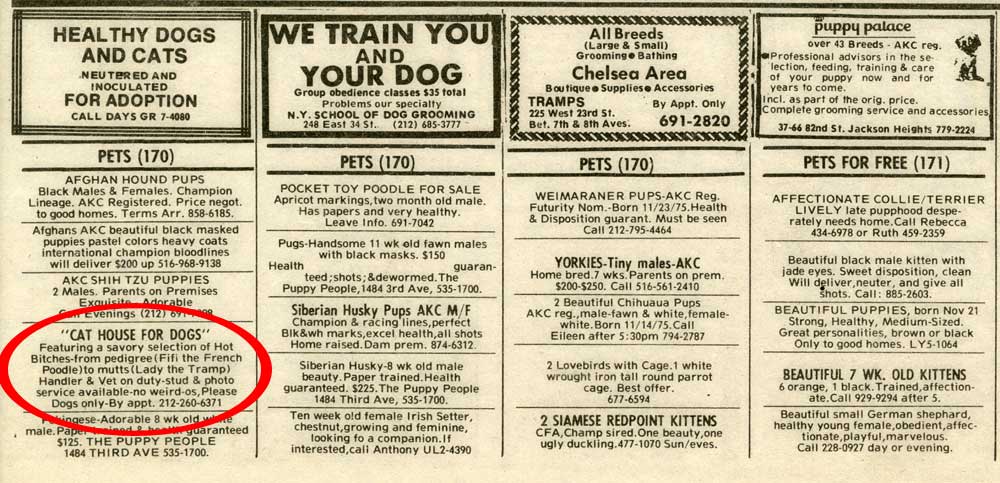 HEALTHY DOGS
AND CATS
NEUTERED AND
INOCULATED
FOR ADOPTION
CALL DAYS GR 7-4080
PETS (170)
AFGHAN HOUND PUPS
Black Males & Females. Champion
Lineage. AKC Registered. Price negot.
to good homes. Terms Arr. 858-6185.
Afghans AKC beautiful black masked
puppies pastel colors heavy coats
international champion bloodlines
will deliver $200 up 516-968-9138
AKC SHIH TZU PUPPIES
2 Males. Parents on Premises
Exquisite Adorable
Call Evenings (212)
"CAT HOUSE FOR DOGS"
Featuring a savory selection of Hot
Bitches-from pedigree(Fifi the French
Poodle)to mutts(Lady the Tramp)
Handler & Vet on duty-stud & photo
service available-no weird-os,Please
Dogs only-By appt. 212-260-6371
Pekingese-Adorable 8 wk old white
male.Paper trained & health guaranteed
$125. THE PUPPY PEOPLE
1484 THIRD AVE 535-1700.
WE TRAIN YOU
AND
YOUR DOG
Group obedience classes $35 total
Problems our specialty
N.Y. SCHOOL OF DOG GROOMING
248 East 34 St. (212) 685-3777
PETS (170)
POCKET TOY POODLE FOR SALE
Apricot markings,two month old male.
Has papers and very healthy.
Leave Info. 691-7042
Pugs-Handsome 11 wk old fawn males
with black masks. $150
Health guaran-
teed;shots;&dewormed.The
Puppy People,1484 3rd Ave, 535-1700.
Siberian Husky Pups AKC M/F
Champion & racing lines,perfect
Blk&wh marks,excel health,all shots
Home raised. Dam prem. 874-6312.
Siberian Husky-8 wk old male
beauty. Paper trained.Health
guaranteed. $225.The Puppy People
1484 Third Ave, 535-1700.
Ten week old female Irish Setter,
chestnut,growing and feminine,
looking fo a companion.If
interested,call Anthony UL2-4390
All Breeds
(Large & Small)
Grooming•Bathing
Chelsea Area
Boutique•Supplies•Accessories
TRAMPS By Appt. Only
225 West 23rd St.
Bet. 7th & 8th Aves. 691-2820
PETS (170)
WEIMARANER PUPS-AKC Reg.
Futurity Nom.-Born 11/23/75.Health
& Disposition guarant. Must be seen
Call 212-795-4464
YORKIES-Tiny males-AKC
Home bred.7 wks.Parents on prem.
$200-$250. Call 516-561-2410
2 Beautiful Chihuaua Pups
AKC reg.,male-fawn & white,female-
white.Born 11/14/75.Call
Eileen after 5:30pm 794-2787
2 Lovebirds with Cage.1 white
wrought iron tall round parrot
cage. Best offer.
677-6594
2 SIAMESE REDPOINT KITTENS
CFA,Champ sired.One beauty,one
ugly duckling.477-1070 Sun/eves.
puppy palace
over 43 Breeds - AKC reg.
•Professional advisors in the se-
lection, feeding, training & care
of your puppy now and for
years to come.
Incl. as part of the orig. price.
Complete grooming service and accessories
37-66 82nd St. Jackson Heights 779-2224
PETS FOR FREE (171)
AFFECTIONATE COLLIE/TERRIER
LIVELY late pupphood despe-
rately needs home.Call Rebecca
434-6978 or Ruth 459-2359
Beautiful black male kitten with
jade eyes. Sweet disposition, clean
Will deliver,neuter, and give all
shots. Call: 885-2603.
BEAUTIFUL PUPPIES, born Nov 21
Strong, Healthy, Medium-Sized.
Great personalities, brown or black
Only to good homes. LY5-1064
BEAUTIFUL 7 WK. OLD KITTENS
6 orange, 1 black.Trained,affection-
ate.Call 929-9294 after 5.
Beautiful small German shephard,
healthy young female,obedient,affec-
tionate,playful,marvelous.
Call 228-0927 day or evening.